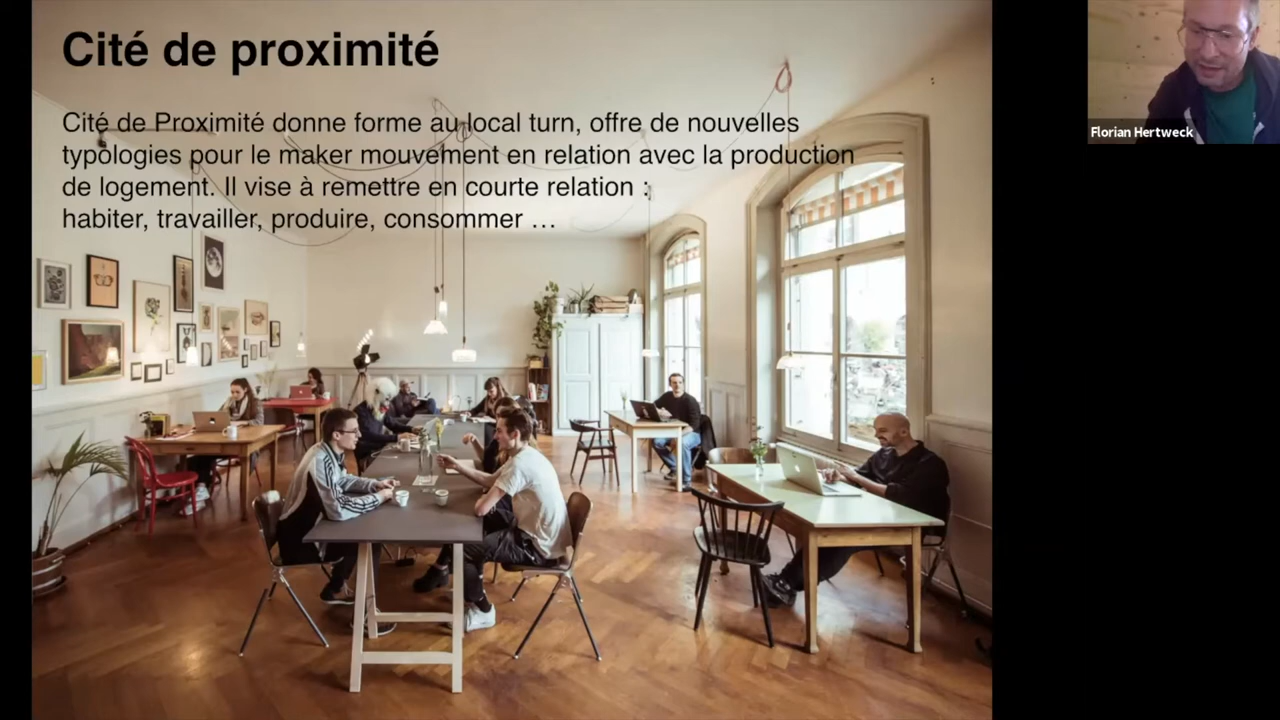 Cité de proximité
Cité de Proximité donne forme au local turn, offre de nouvelles
typologies pour le maker mouvement en relation avec la production
de logement. Il vise à remettre en courte relation :
habiter, travailler, produire, consommer …
Florian Hertweck